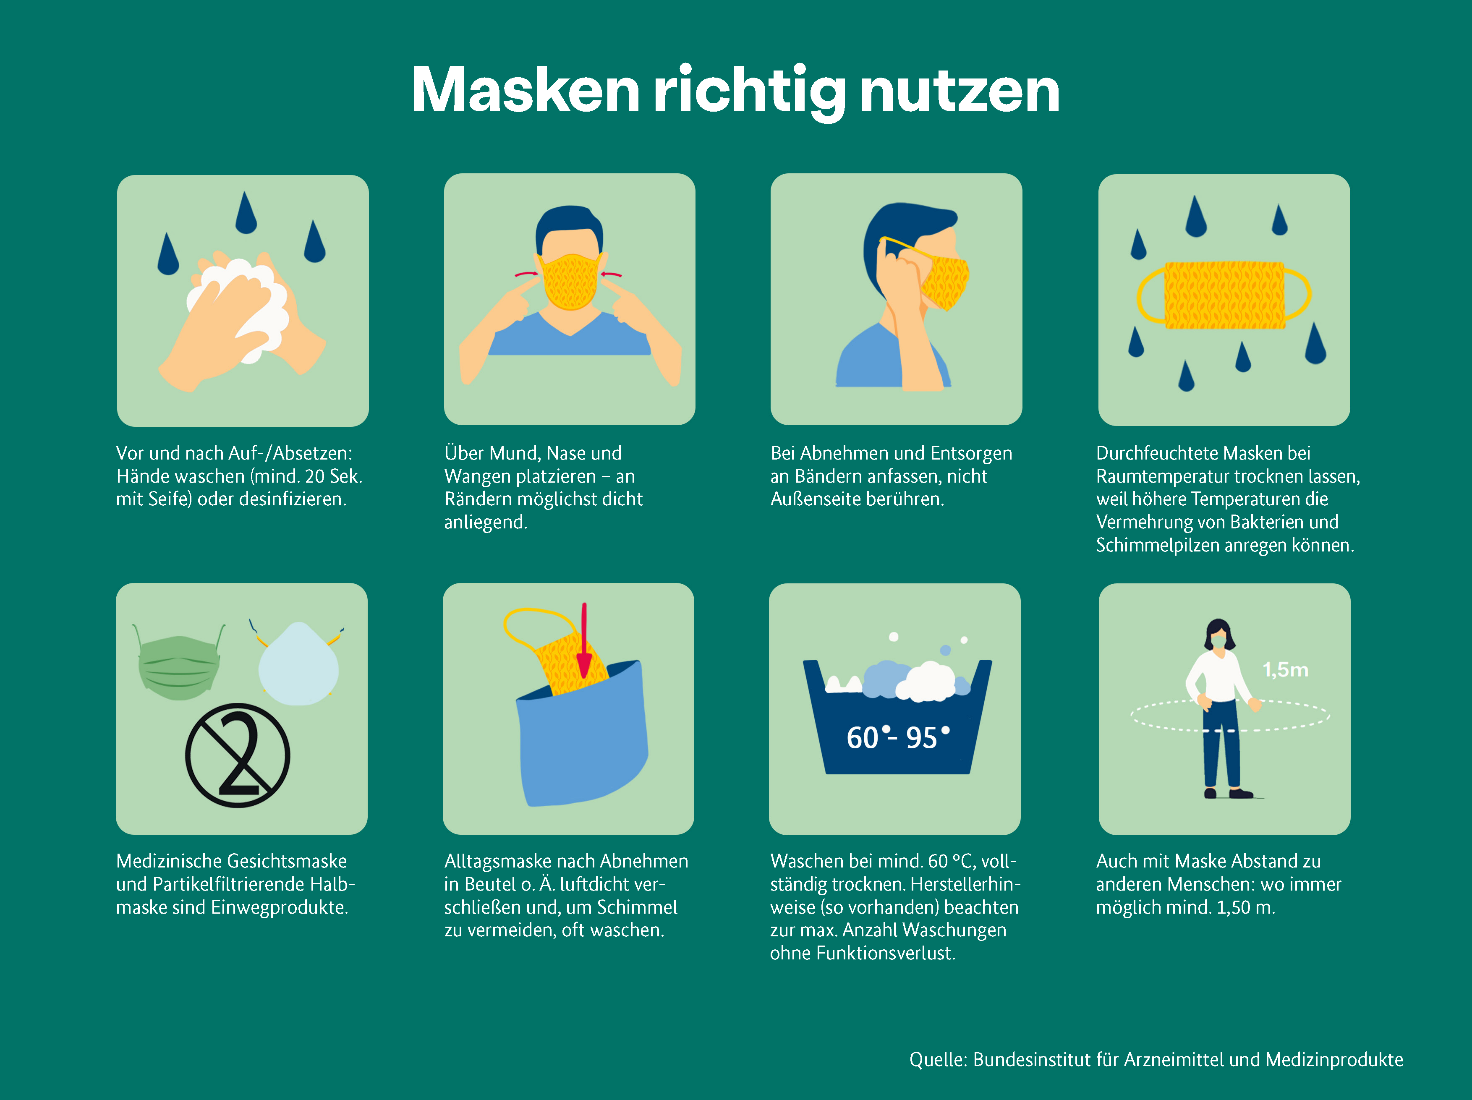 Masken richtig nutzen
Vor und nach Auf-/Absetzen:
Hände waschen (mind. 20 Sek.
mit Seife) oder desinfizieren.
Über Mund, Nase und
Wangen platzieren – an
Rändern möglichst dicht
anliegend.
Bei Abnehmen und Entsorgen
an Bändern anfassen, nicht
Außenseite berühren.
Durchfeuchtete Masken bei
Raumtemperatur trocknen lassen,
weil höhere Temperaturen die
Vermehrung von Bakterien und
Schimmelpilzen anregen können.
2
Medizinische Gesichtsmaske
und Partikelfiltrierende Halb-
maske sind Einwegprodukte.
Alltagsmaske nach Abnehmen
in Beutel o. Ä. luftdicht ver-
schließen und, um Schimmel
zu vermeiden, oft waschen.
60°- 95°
Waschen bei mind. 60 °C, voll-
ständig trocknen. Herstellerhin-
weise (so vorhanden) beachten
zur max. Anzahl Waschungen
ohne Funktionsverlust.
1,5m
Auch mit Maske Abstand zu
anderen Menschen: wo immer
möglich mind. 1,50 m.
Quelle: Bundesinstitut für Arzneimittel und Medizinprodukte